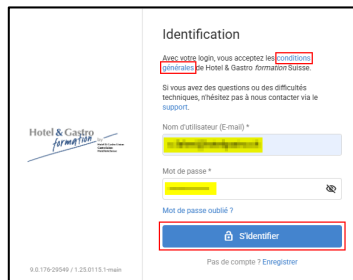 Identification
Avec votre login, vous acceptez les conditions
générales de Hotel & Gastro formation Suisse.
Si vous avez des questions ou des difficultés
techniques, n'hésitez pas à nous contacter via le
support.
Nom d'utilisateur (E-mail) *
Hotel & Gastro
formation
Mot de passe *
Mot de passe oublié ?
S'identifier
Pas de compte ? Enregistrer
9.0.176-29549 / 1.25.0115.1-main